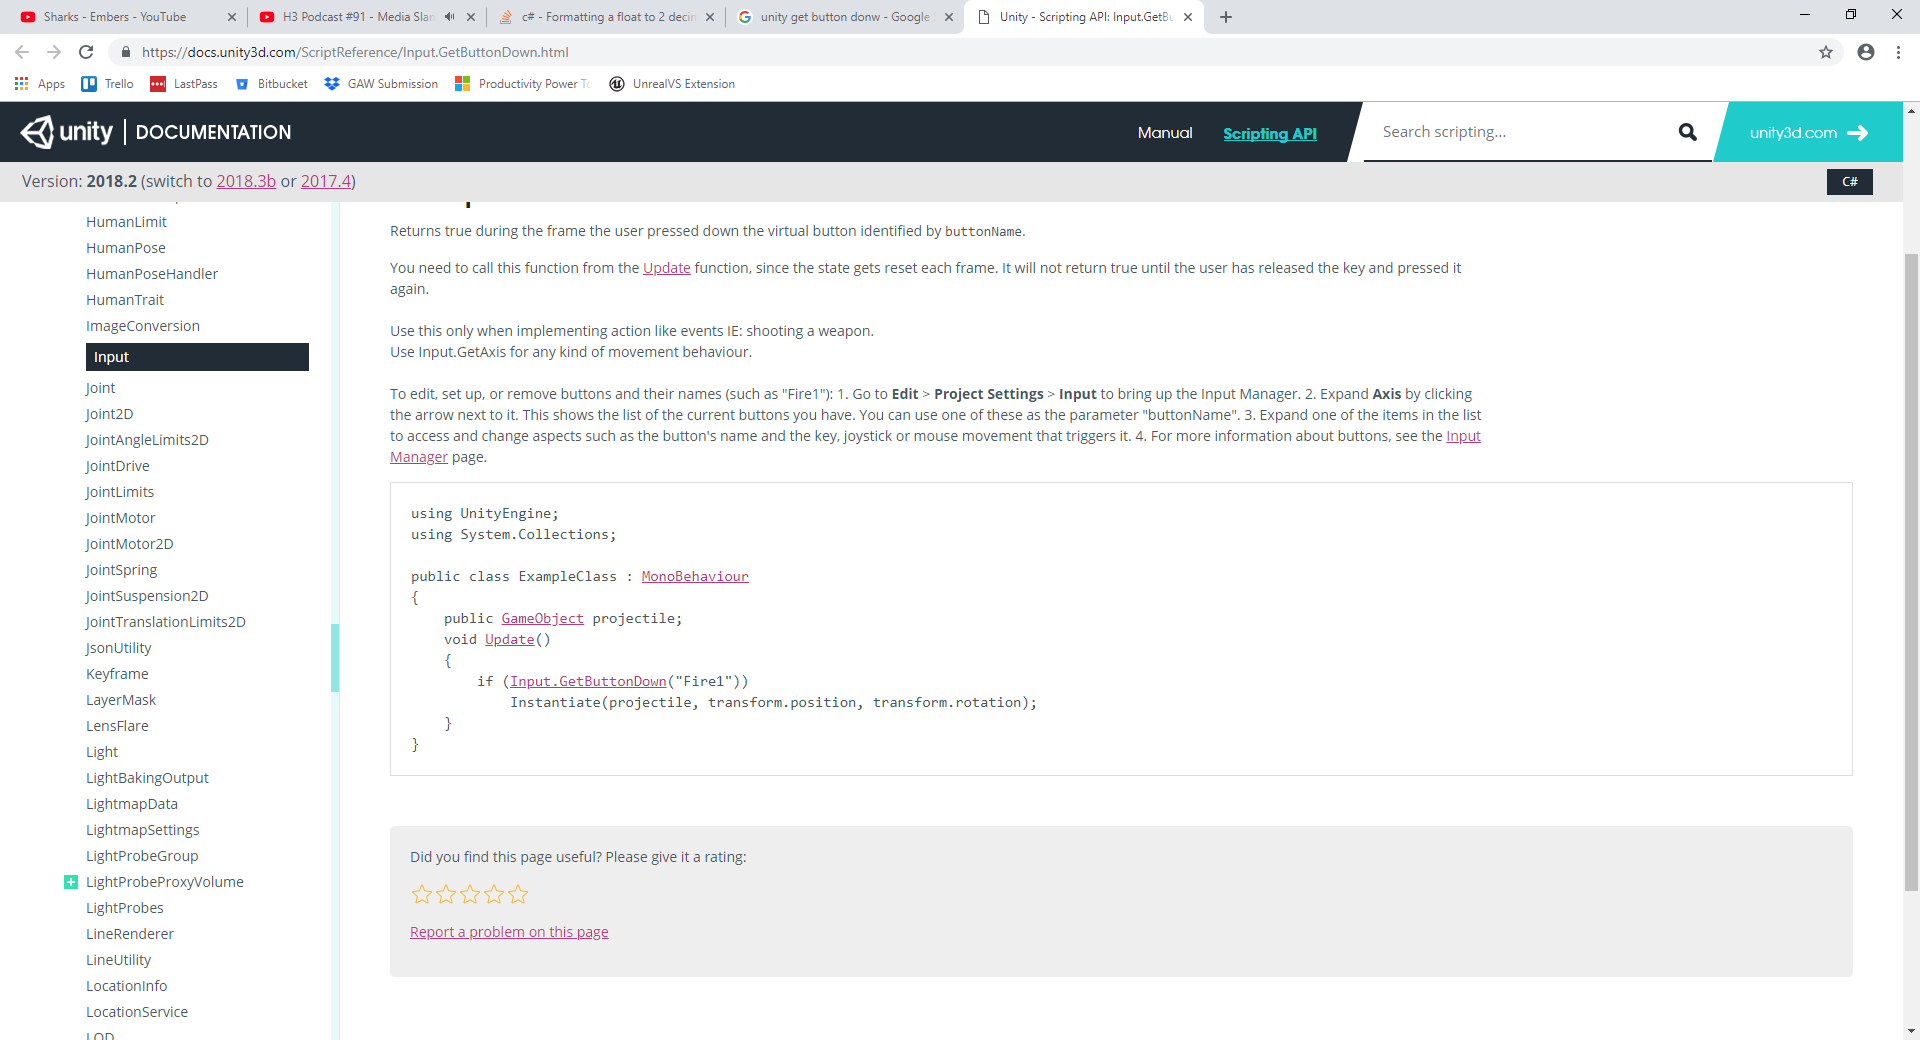 Sharks - Embers - YouTube
H3 Podcast #91 - Media Slan
c# - Formatting a float to 2 decin
unity get button donw - Google
Unity - Scripting API: Input.GetBu
https://docs.unity3d.com/ScriptReference/Input.GetButtonDown.html
Apps Trello LastPass Bitbucket GAW Submission Productivity Power To UnrealVS Extension
unity | DOCUMENTATION
Manual Scripting API Search scripting... unity3d.com
Version: 2018.2 (switch to 2018.3b or 2017.4)
C#
HumanLimit
HumanPose
HumanPoseHandler
HumanTrait
ImageConversion
Input
Joint
Joint2D
JointAngleLimits2D
JointDrive
JointLimits
JointMotor
JointMotor2D
JointSpring
JointSuspension2D
JointTranslationLimits2D
JsonUtility
Keyframe
LayerMask
LensFlare
Light
LightBakingOutput
LightmapData
LightmapSettings
LightProbeGroup
LightProbeProxyVolume
LightProbes
LineRenderer
LineUtility
LocationInfo
LocationService
LOD
Returns true during the frame the user pressed down the virtual button identified by buttonName.
You need to call this function from the Update function, since the state gets reset each frame. It will not return true until the user has released the key and pressed it
again.
Use this only when implementing action like events IE: shooting a weapon.
Use Input.GetAxis for any kind of movement behaviour.
To edit, set up, or remove buttons and their names (such as "Fire1"): 1. Go to Edit > Project Settings > Input to bring up the Input Manager. 2. Expand Axis by clicking
the arrow next to it. This shows the list of the current buttons you have. You can use one of these as the parameter "buttonName". 3. Expand one of the items in the list
to access and change aspects such as the button's name and the key, joystick or mouse movement that triggers it. 4. For more information about buttons, see the Input
Manager page.
using UnityEngine;
using System.Collections;
public class ExampleClass : MonoBehaviour
{
public GameObject projectile;
void Update()
{
if (Input.GetButtonDown("Fire1"))
Instantiate(projectile, transform.position, transform.rotation);
}
}
Did you find this page useful? Please give it a rating:
Report a problem on this page